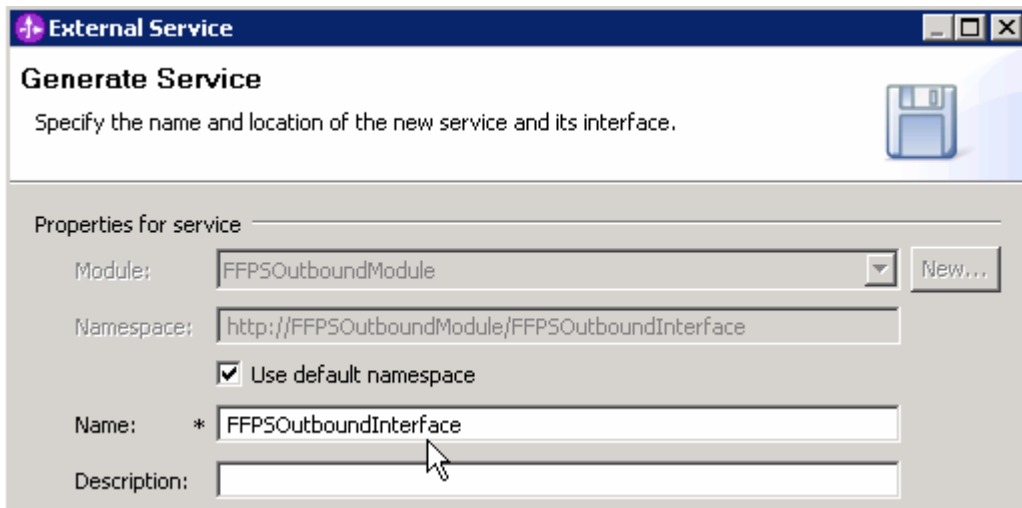 External Service
Generate Service
Specify the name and location of the new service and its interface.
Properties for service
Module: FFPSOutboundModule New...
Namespace: http://FFPSOutboundModule/FFPSOutboundInterface
Use default namespace
Name: * FFPSOutboundInterface
Description: